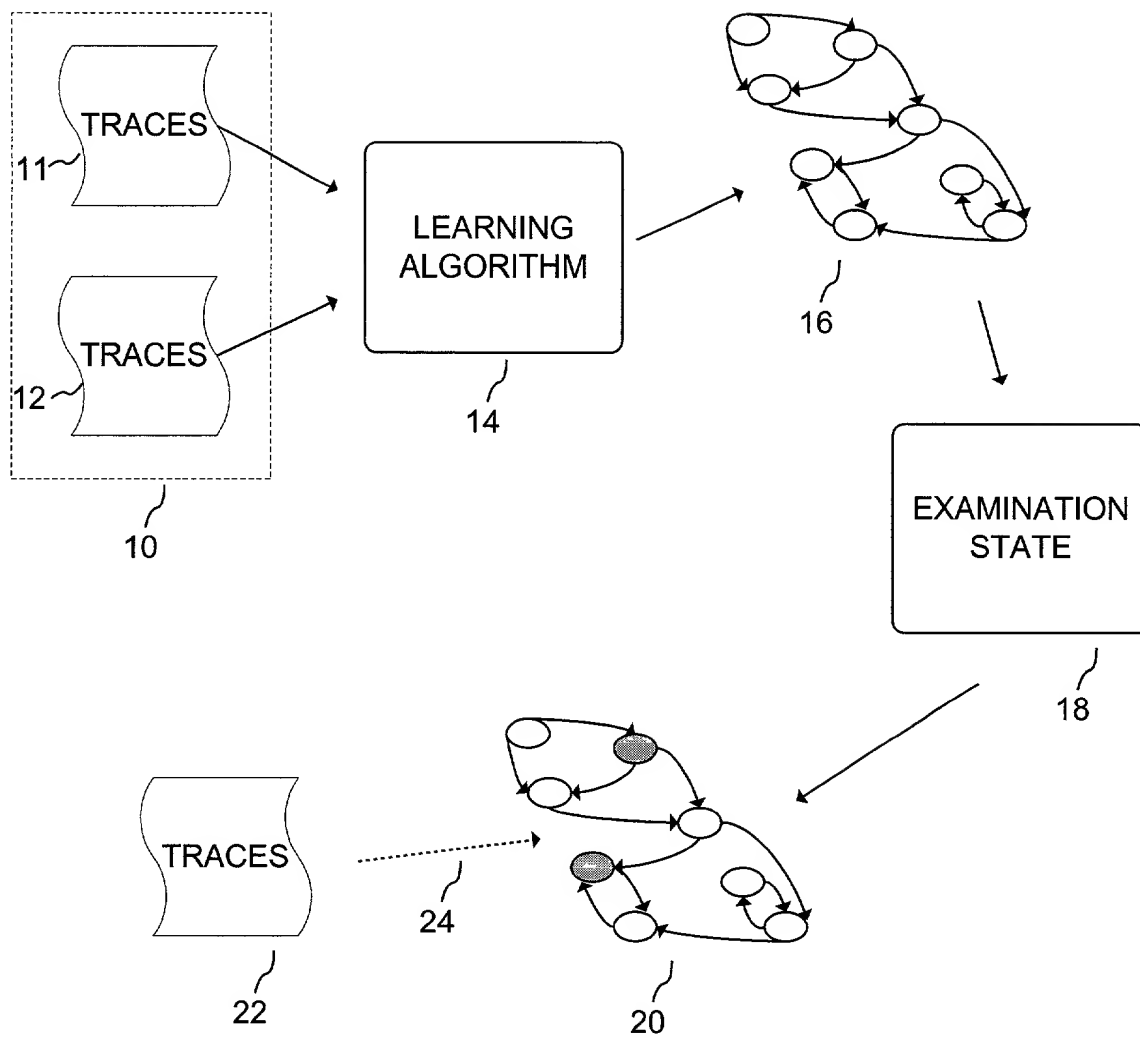 TRACES
11
TRACES
12
10
LEARNING
ALGORITHM
14
16
EXAMINATION
STATE
18
TRACES
22
24
20